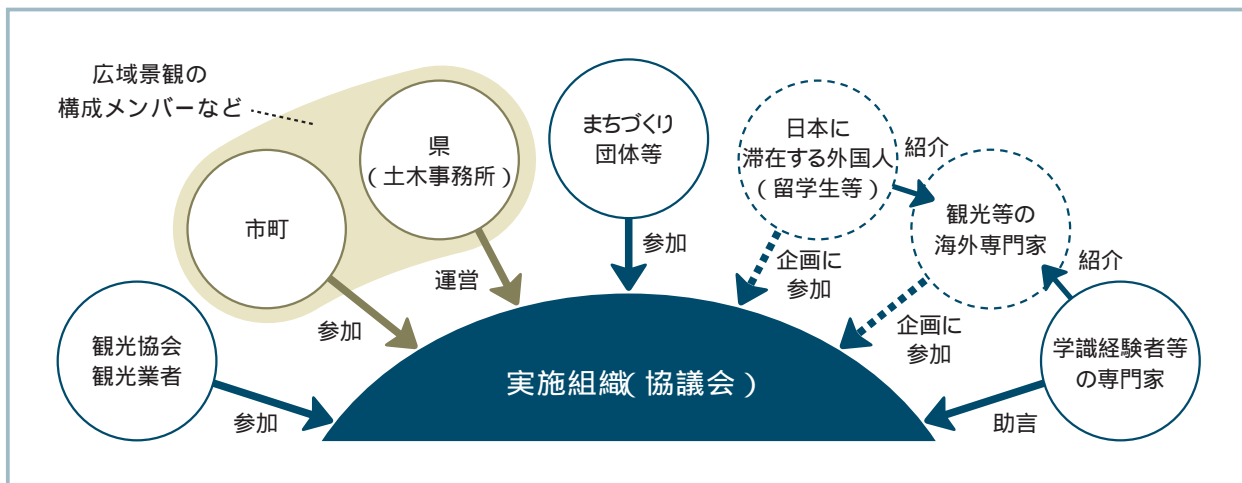 広域景観の
構成メンバーなど
県
(土木事務所)
市町
観光協会
観光業者
まちづくり
団体等
日本に
滞在する外国人
(留学生等)
紹介
観光等の
海外専門家
紹介
学識経験者等
の専門家
参加
参加
運営
参加
企画に
参加
企画に
参加
助言
実施組織(協議会)